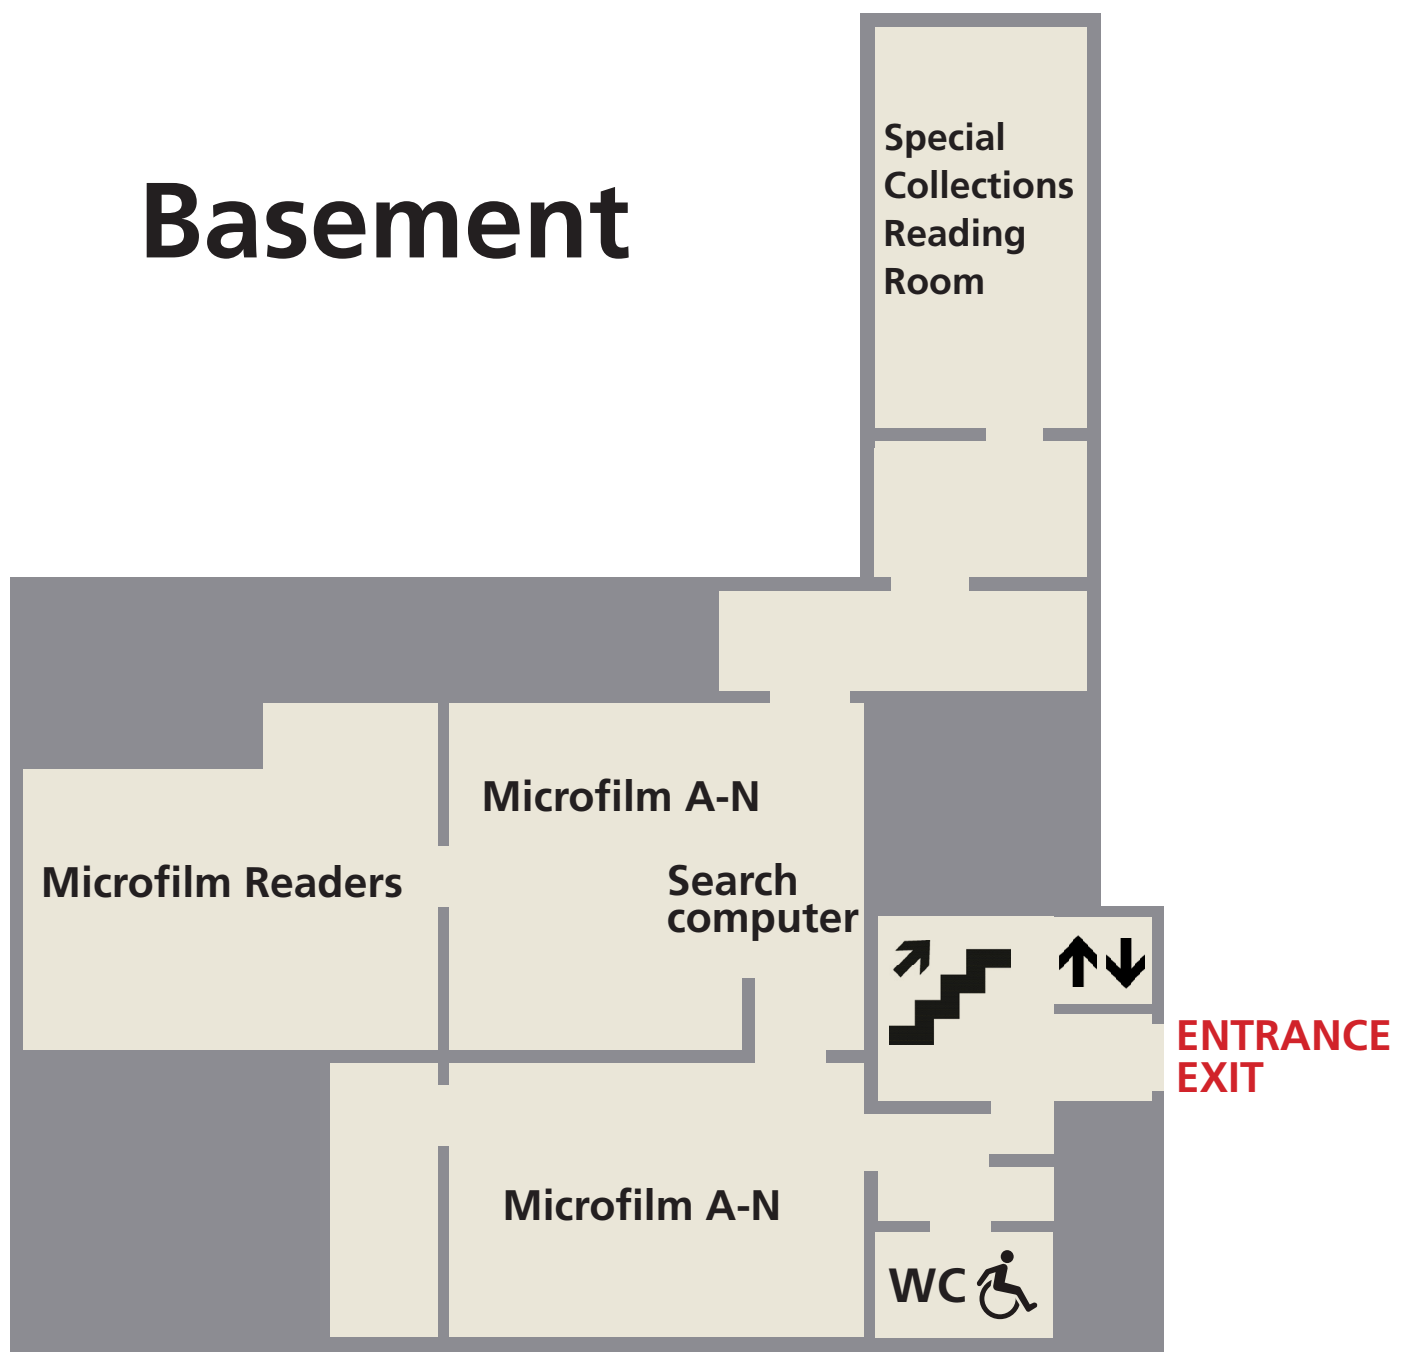 Basement
Special
Collections
Reading
Room
Microfilm A-N
Microfilm Readers
Search
computer
ENTRANCE
EXIT
Microfilm A-N
WC